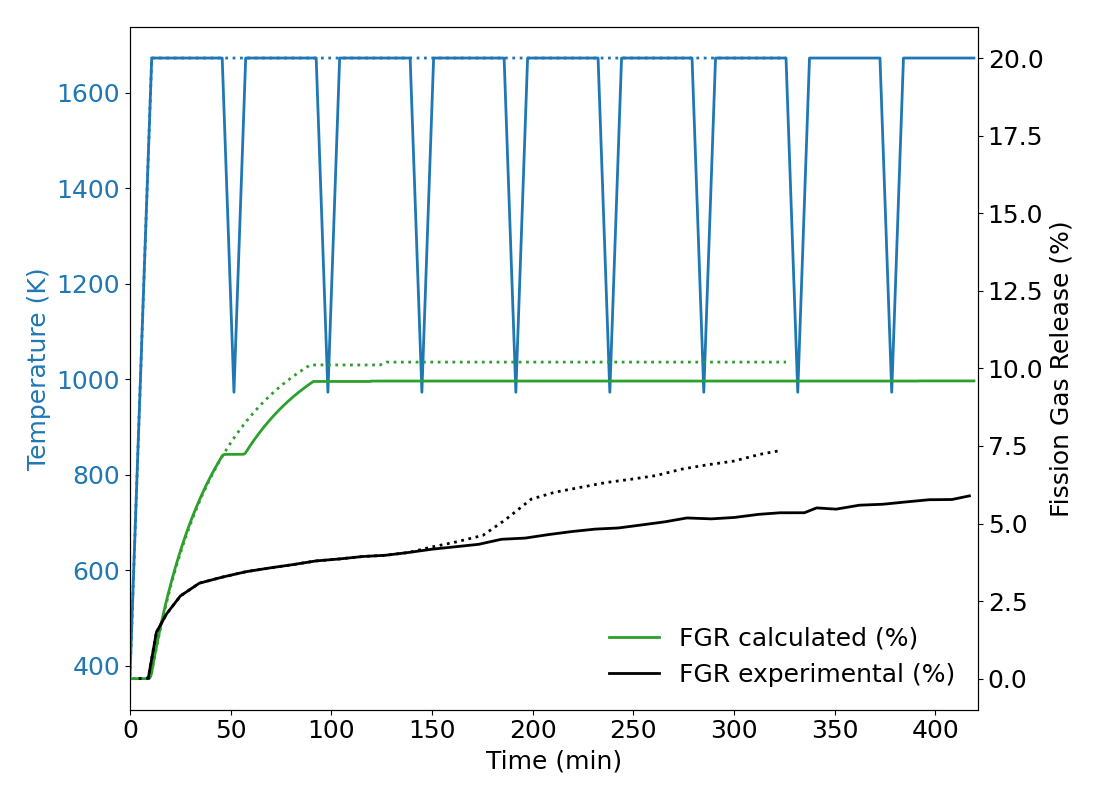 Temperature (K)
1600
1400
1200
1000
800
600
400
20.0
17.5
15.0
12.5
10.0
7.5
5.0
2.5
0.0
Fission Gas Release (%)
FGR calculated (%)
FGR experimental (%)
0 50 100 150 200 250 300 350 400
Time (min)